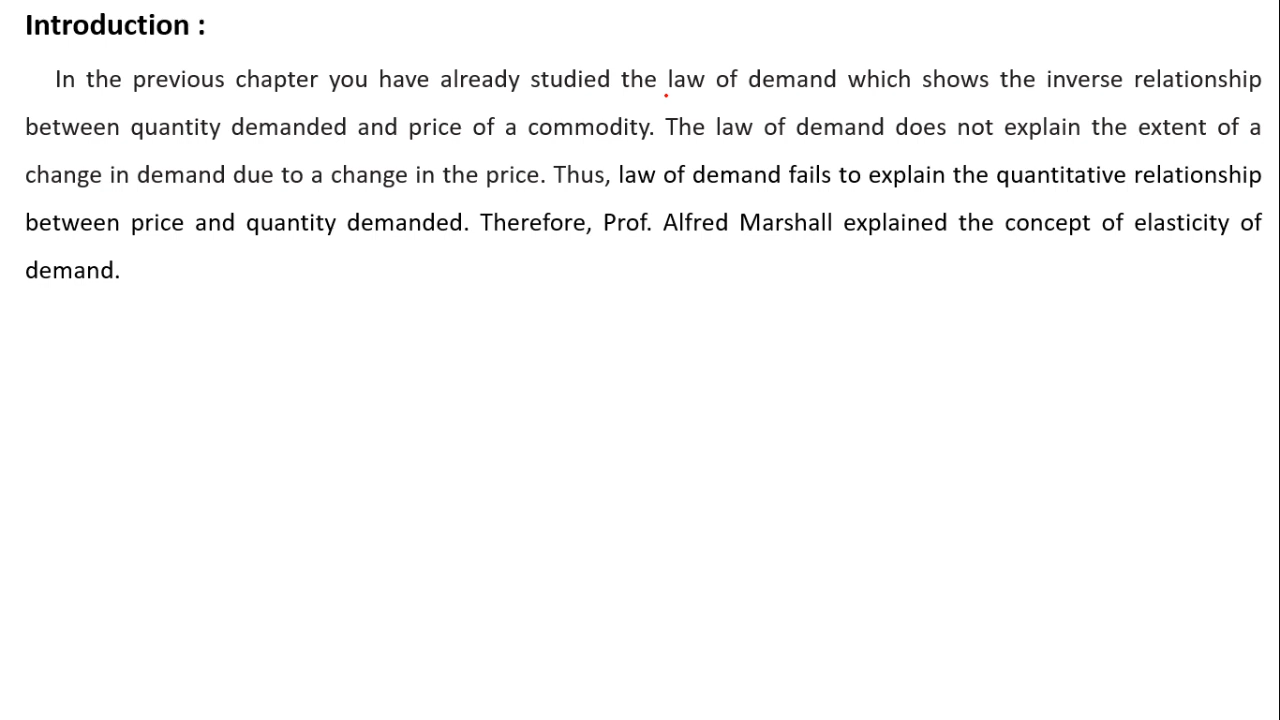 Introduction :
In the previous chapter you have already studied the law of demand which shows the inverse relationship
between quantity demanded and price of a commodity. The law of demand does not explain the extent of a
change in demand due to a change in the price. Thus, law of demand fails to explain the quantitative relationship
between price and quantity demanded. Therefore, Prof. Alfred Marshall explained the concept of elasticity of
demand.